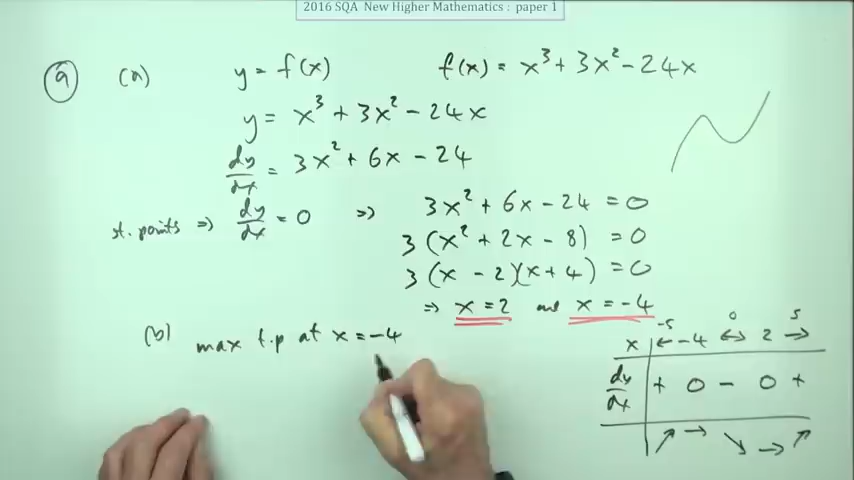 2016 SQA New Higher Mathematics : paper 1
9 (a) y = f(x) f(x) = x³ + 3x² - 24x
y = x³ + 3x² - 24x
dy/dx = 3x² + 6x - 24
st. points => dy/dx = 0 => 3x² + 6x - 24 = 0
3(x² + 2x - 8) = 0
3(x - 2)(x + 4) = 0
=> x = 2 and x = -4
(b) max t.p at x = -4
-5 0 5
x ← -4 ↔ 2 →
dy/dx + 0 - 0 +
↗ → ↘ → ↗